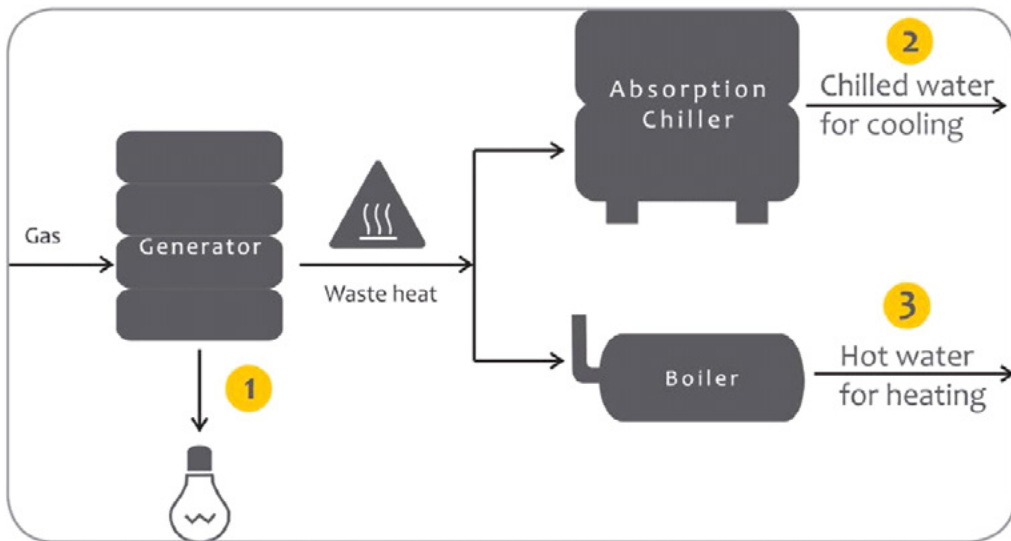 Gas
Generator
1
Waste heat
Absorption
Chiller
2
Chilled water
for cooling
Boiler
3
Hot water
for heating